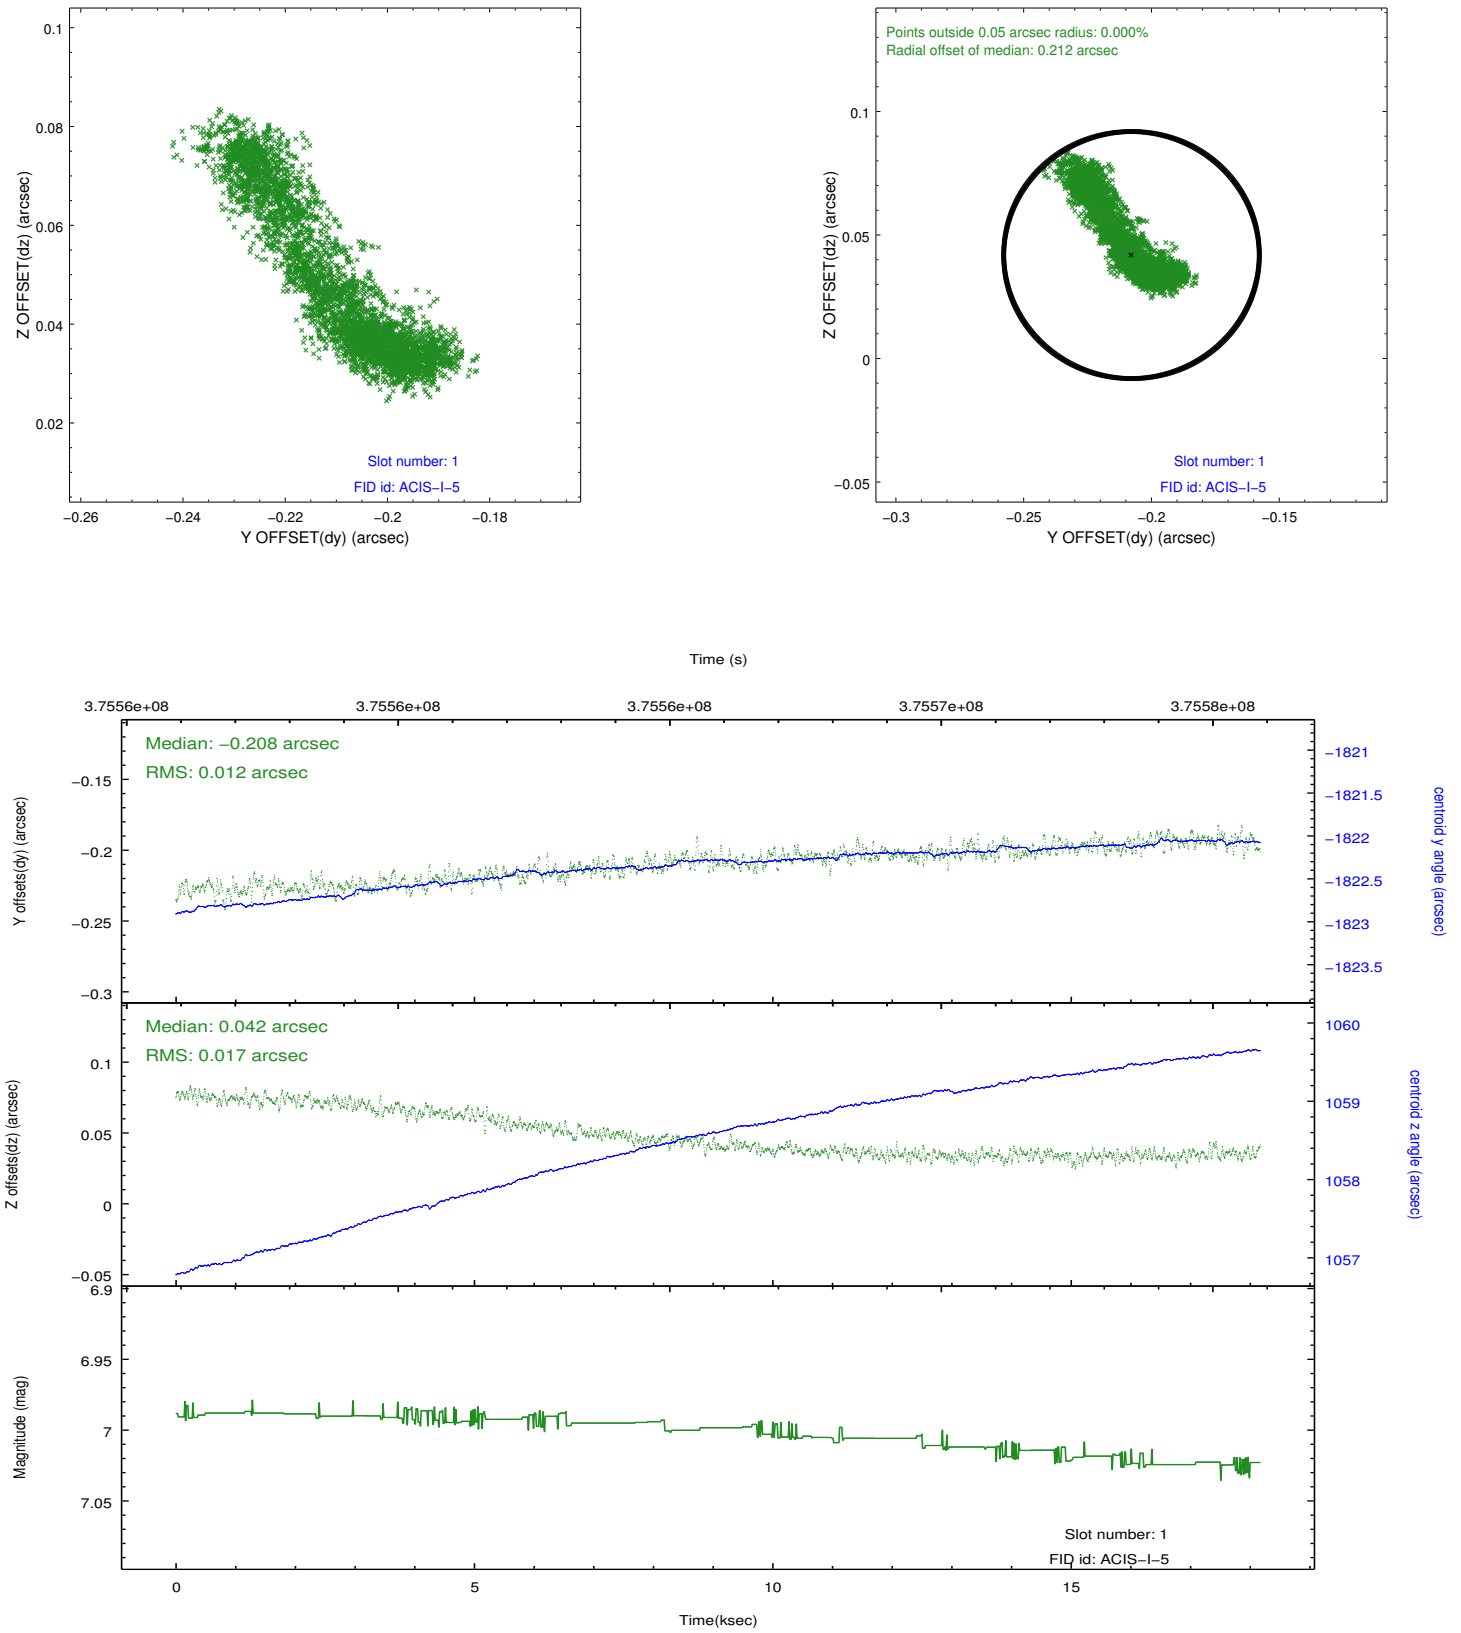 0.1
0.08
0.06
0.04
0.02
Z OFFSET(dz) (arcsec)
Slot number: 1
FID id: ACIS−I−5
−0.26 −0.24 −0.22 −0.2 −0.18
Y OFFSET(dy) (arcsec)
Points outside 0.05 arcsec radius: 0.000%
Radial offset of median: 0.212 arcsec
0.1
0.05
0
−0.05
Z OFFSET(dz) (arcsec)
Slot number: 1
FID id: ACIS−I−5
−0.3 −0.25 −0.2 −0.15
Y OFFSET(dy) (arcsec)
Time (s)
3.7556e+08 3.7556e+08 3.7556e+08 3.7557e+08 3.7558e+08
Median: −0.208 arcsec
RMS: 0.012 arcsec
−0.15
−0.2
−0.25
−0.3
Y offsets(dy) (arcsec)
−1821
−1821.5
−1822
−1822.5
−1823
−1823.5
centroid y angle (arcsec)
Median: 0.042 arcsec
RMS: 0.017 arcsec
0.1
0.05
0
−0.05
Z offsets(dz) (arcsec)
1060
1059
1058
1057
centroid z angle (arcsec)
6.9
6.95
7
7.05
Magnitude (mag)
Slot number: 1
FID id: ACIS−I−5
0 5 10 15
Time(ksec)